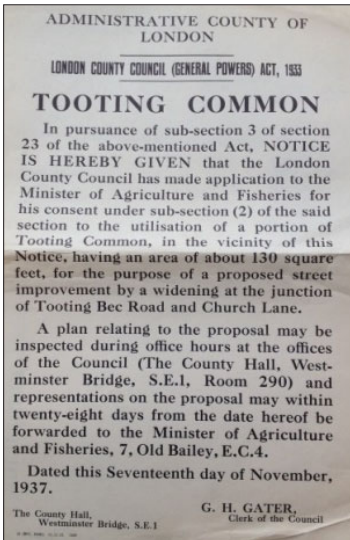 ADMINISTRATIVE COUNTY OF
LONDON
LONDON COUNTY COUNCIL (GENERAL POWERS) ACT, 1933
TOOTING COMMON
In pursuance of sub-section 3 of section
23 of the above-mentioned Act, NOTICE
IS HEREBY GIVEN that the London
County Council has made application to the
Minister of Agriculture and Fisheries for
his consent under sub-section (2) of the said
section to the utilisation of a portion of
Tooting Common, in the vicinity of this
Notice, having an area of about 130 square
feet, for the purpose of a proposed street
improvement by a widening at the junction
of Tooting Bec Road and Church Lane.
A plan relating to the proposal may be
inspected during office hours at the offices
of the Council (The County Hall, West-
minster Bridge, S.E.1, Room 290) and
representations on the proposal may within
twenty-eight days from the date hereof be
forwarded to the Minister of Agriculture
and Fisheries, 7, Old Bailey, E.C.4.
Dated this Seventeenth day of November,
1937.
G. H. GATER,
Clerk of the Council
The County Hall,
Westminster Bridge, S.E.1